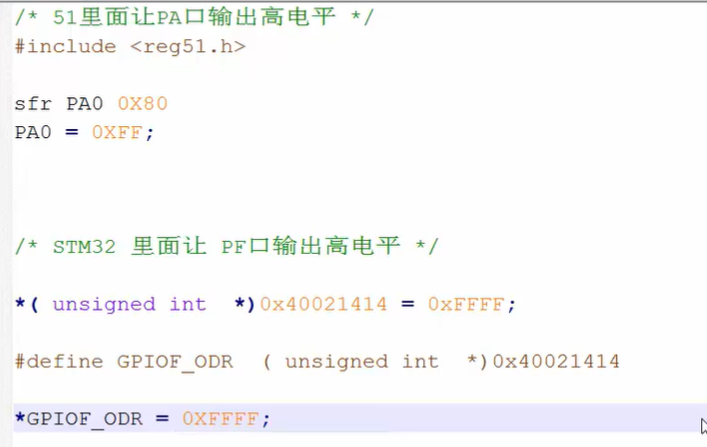 /* 51里面让PA口输出高电平 */
#include <reg51.h>
sfr PA0 0X80
PA0 = 0XFF;
/* STM32 里面让 PF口输出高电平 */
*( unsigned int *)0x40021414 = 0xFFFF;
#define GPIOF_ODR ( unsigned int *)0x40021414
*GPIOF_ODR = 0XFFFF;